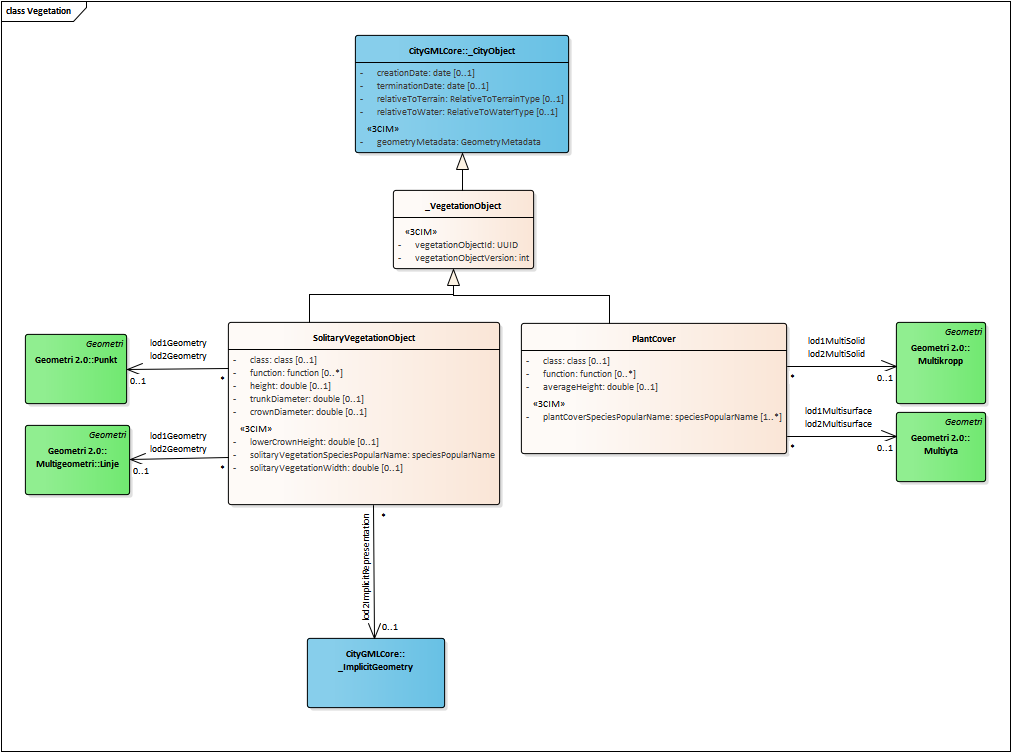 class Vegetation
CityGMLCore::_CityObject
- creationDate: date [0..1]
- terminationDate: date [0..1]
- relativeToTerrain: RelativeToTerrainType [0..1]
- relativeToWater: RelativeToWaterType [0..1]
«3CIM»
- geometryMetadata: GeometryMetadata
_VegetationObject
«3CIM»
- vegetationObjectId: UUID
- vegetationObjectVersion: int
Geometri
Geometri 2.0::Punkt
lod1Geometry
lod2Geometry
0..1
*
Geometri
Geometri 2.0::
Multigeometri::Linje
lod1Geometry
lod2Geometry
0..1
*
SolitaryVegetationObject
- class: class [0..1]
- function: function [0..*]
- height: double [0..1]
- trunkDiameter: double [0..1]
- crownDiameter: double [0..1]
«3CIM»
- lowerCrownHeight: double [0..1]
- solitaryVegetationSpeciesPopularName: speciesPopularName
- solitaryVegetationWidth: double [0..1]
PlantCover
- class: class [0..1]
- function: function [0..*]
- averageHeight: double [0..1]
«3CIM»
- plantCoverSpeciesPopularName: speciesPopularName [1..*]
lod1MultiSolid
lod2MultiSolid
*
0..1
Geometri
Geometri 2.0::
Multikropp
lod1Multisurface
lod2Multisurface
*
0..1
Geometri
Geometri 2.0::
Multiyta
*
lod2ImplicitRepresentation
0..1
CityGMLCore::
_ImplicitGeometry